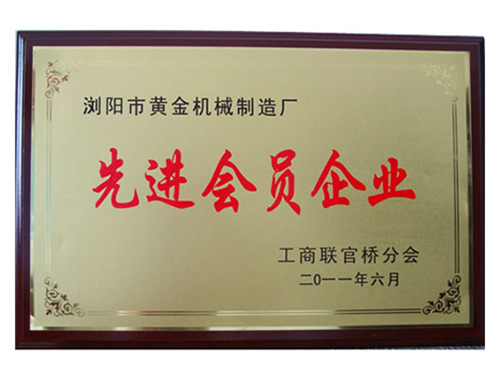 浏阳市黄金机械制造厂
先进会员企业
工商联官桥分会
二0一一年六月